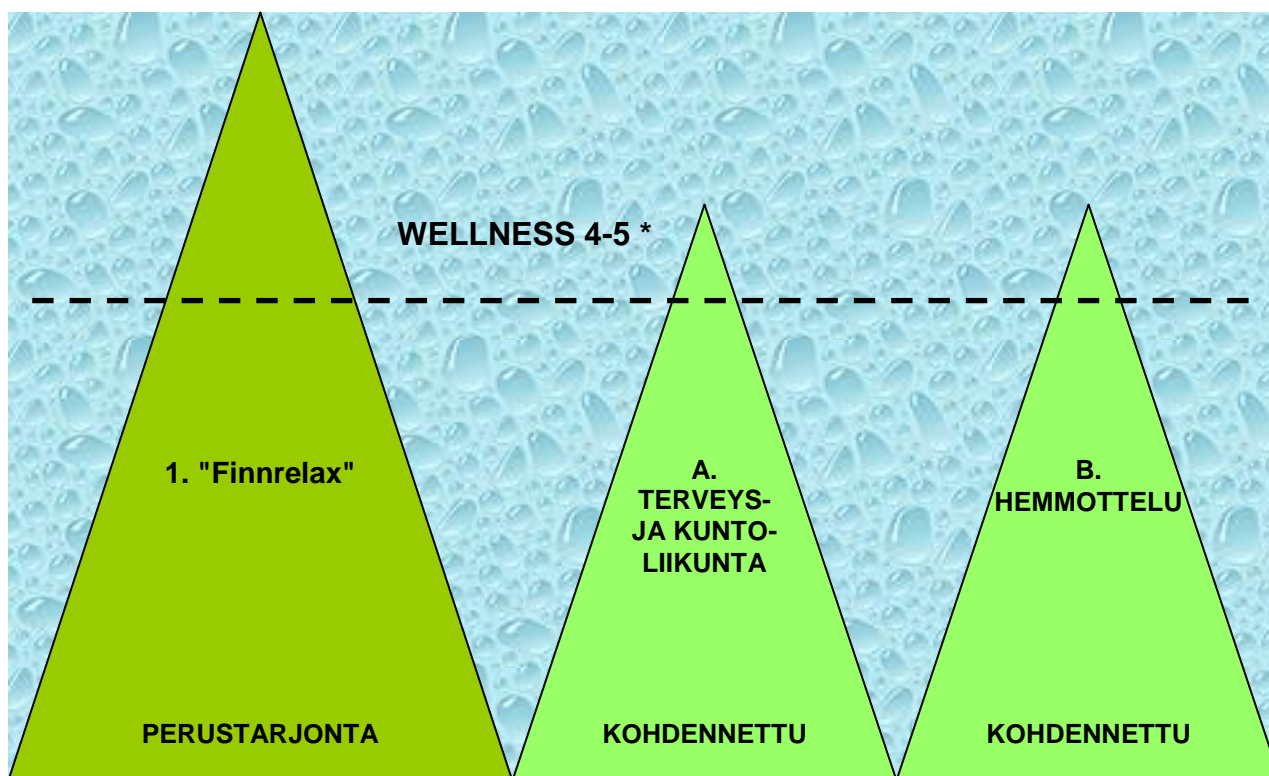 WELLNESS 4-5 *
1. "Finnrelax"
PERUSTARJONTA
A.
TERVEYS-
JA KUNTO-
LIIKUNTA
KOHDENNETTU
B.
HEMMOTTELU
KOHDENNETTU